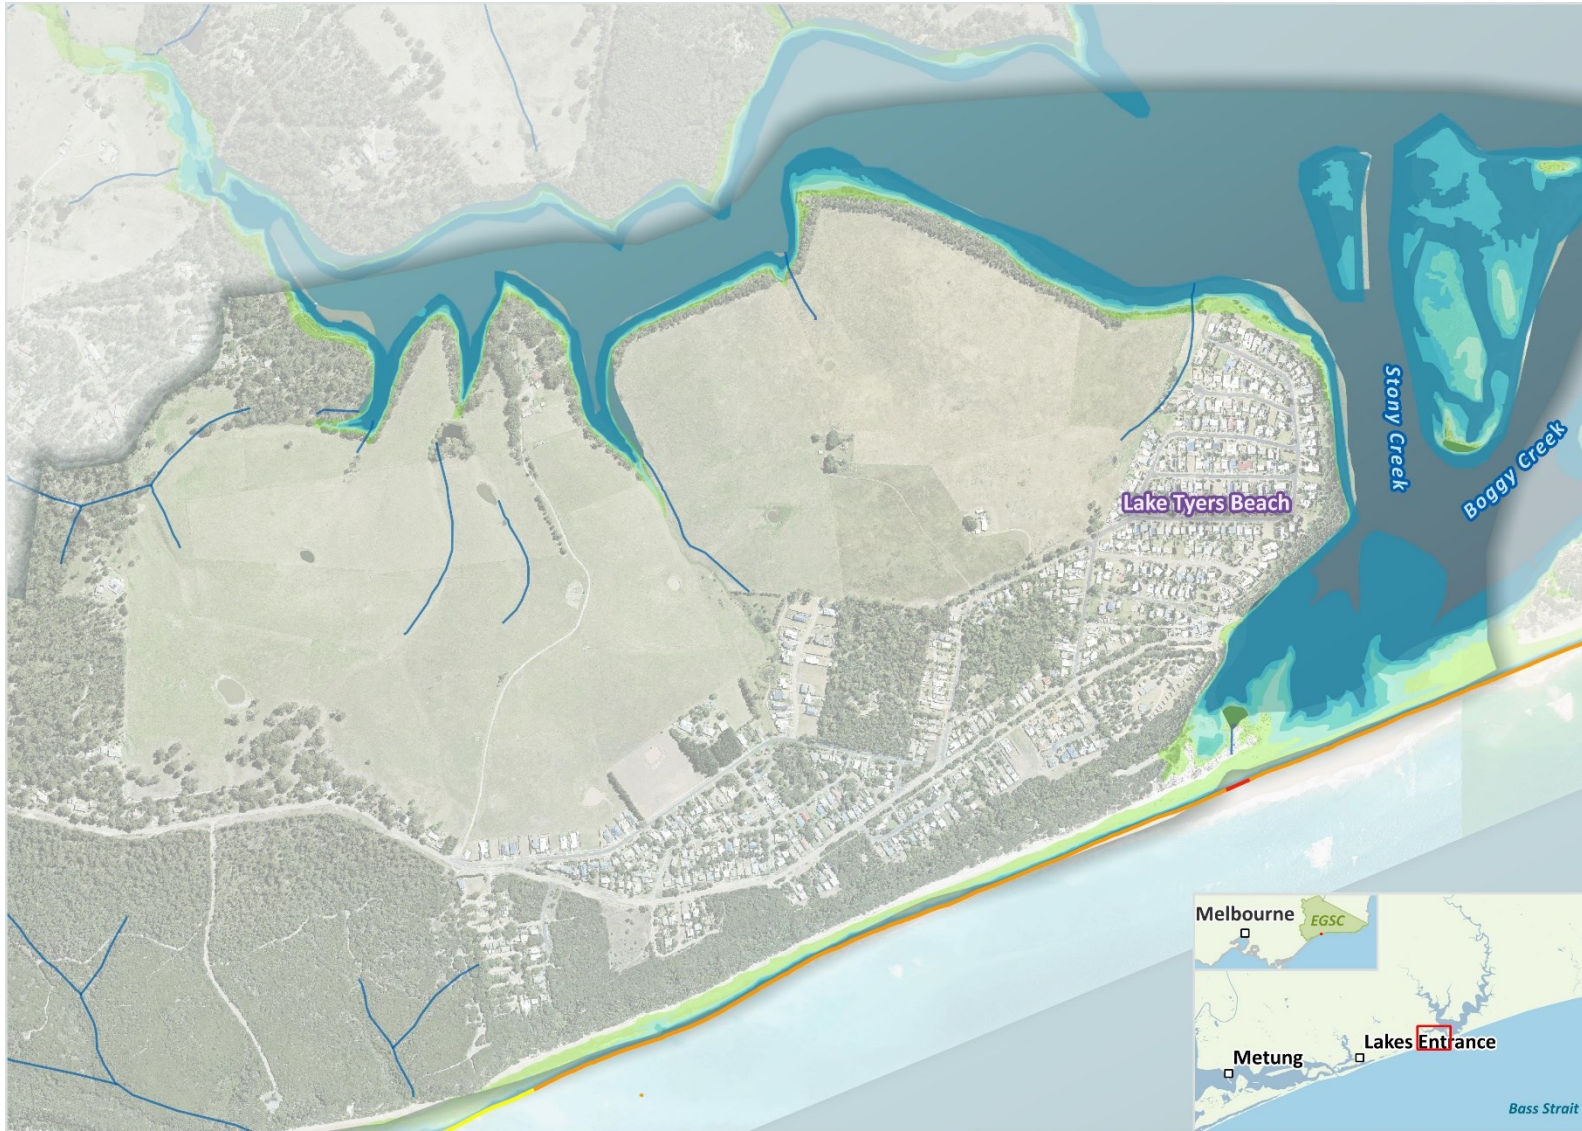 Stony Creek
Boggy Creek
Lake Tyers Beach
Melbourne
EGSC
Lakes Entrance
Metung
Bass Strait